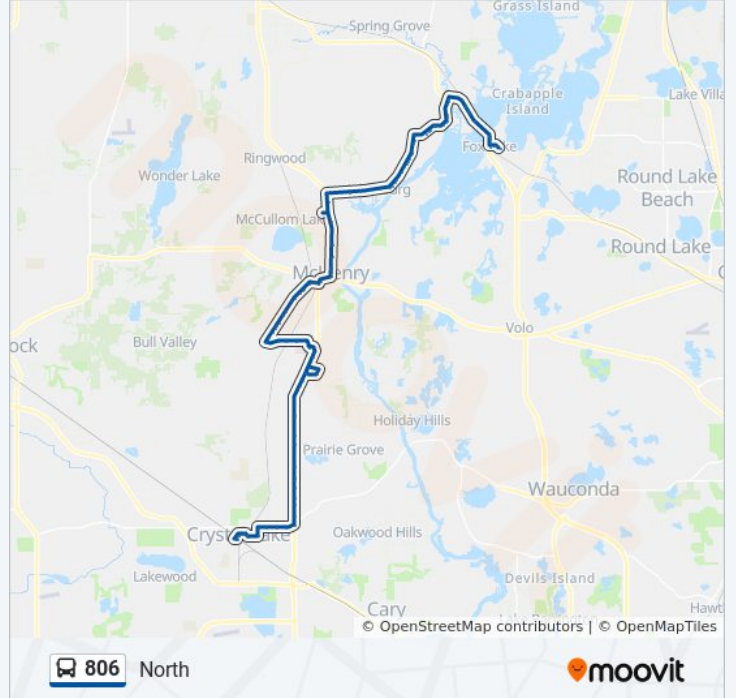 Grass Island
Spring Grove
Crabapple
Island
Lake Villa
Fox Lake
Ringwood
Wonder Lake
Round Lake
Beach
McCullom Lake
Round Lake
McHenry
Volo
ock
Bull Valley
Holiday Hills
Prairie Grove
Wauconda
Crystal Lake
Oakwood Hills
Lakewood
Devils Island
Cary
Hawt
© OpenStreetMap contributors | © OpenMapTiles
806 North
moovit